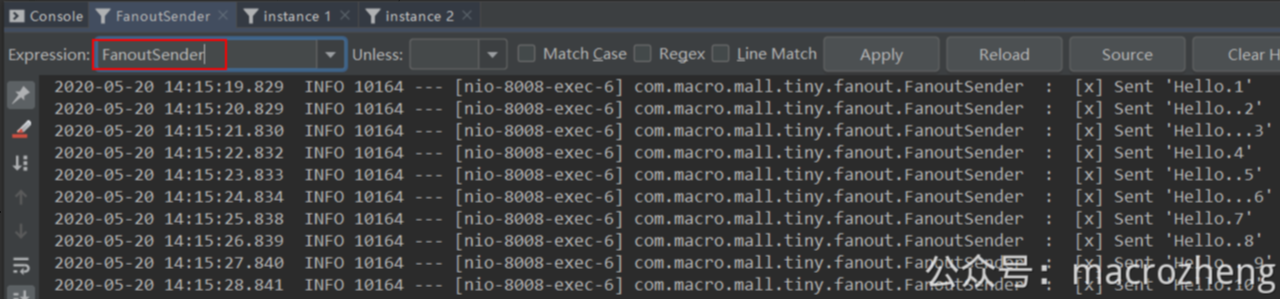 Console FanoutSender instance 1 instance 2
Expression: FanoutSender Unless: Match Case Regex Line Match Apply Reload Source Clear H
2020-05-20 14:15:19.829 INFO 10164 --- [nio-8008-exec-6] com.macro.mall.tiny.fanout.FanoutSender : [x] Sent 'Hello.1'
2020-05-20 14:15:20.829 INFO 10164 --- [nio-8008-exec-6] com.macro.mall.tiny.fanout.FanoutSender : [x] Sent 'Hello..2'
2020-05-20 14:15:21.830 INFO 10164 --- [nio-8008-exec-6] com.macro.mall.tiny.fanout.FanoutSender : [x] Sent 'Hello...3'
2020-05-20 14:15:22.832 INFO 10164 --- [nio-8008-exec-6] com.macro.mall.tiny.fanout.FanoutSender : [x] Sent 'Hello.4'
2020-05-20 14:15:23.833 INFO 10164 --- [nio-8008-exec-6] com.macro.mall.tiny.fanout.FanoutSender : [x] Sent 'Hello..5'
2020-05-20 14:15:24.834 INFO 10164 --- [nio-8008-exec-6] com.macro.mall.tiny.fanout.FanoutSender : [x] Sent 'Hello...6'
2020-05-20 14:15:25.838 INFO 10164 --- [nio-8008-exec-6] com.macro.mall.tiny.fanout.FanoutSender : [x] Sent 'Hello.7'
2020-05-20 14:15:26.839 INFO 10164 --- [nio-8008-exec-6] com.macro.mall.tiny.fanout.FanoutSender : [x] Sent 'Hello..8'
2020-05-20 14:15:27.840 INFO 10164 --- [nio-8008-exec-6] com.macro.mall.tiny.fanout.FanoutSender : [x] Sent 'Hello...9'
2020-05-20 14:15:28.841 INFO 10164 --- [nio-8008-exec-6] com.macro.mall.tiny.fanout.FanoutSender : [x] Sent 'Hello.10'
公众号：macrozheng